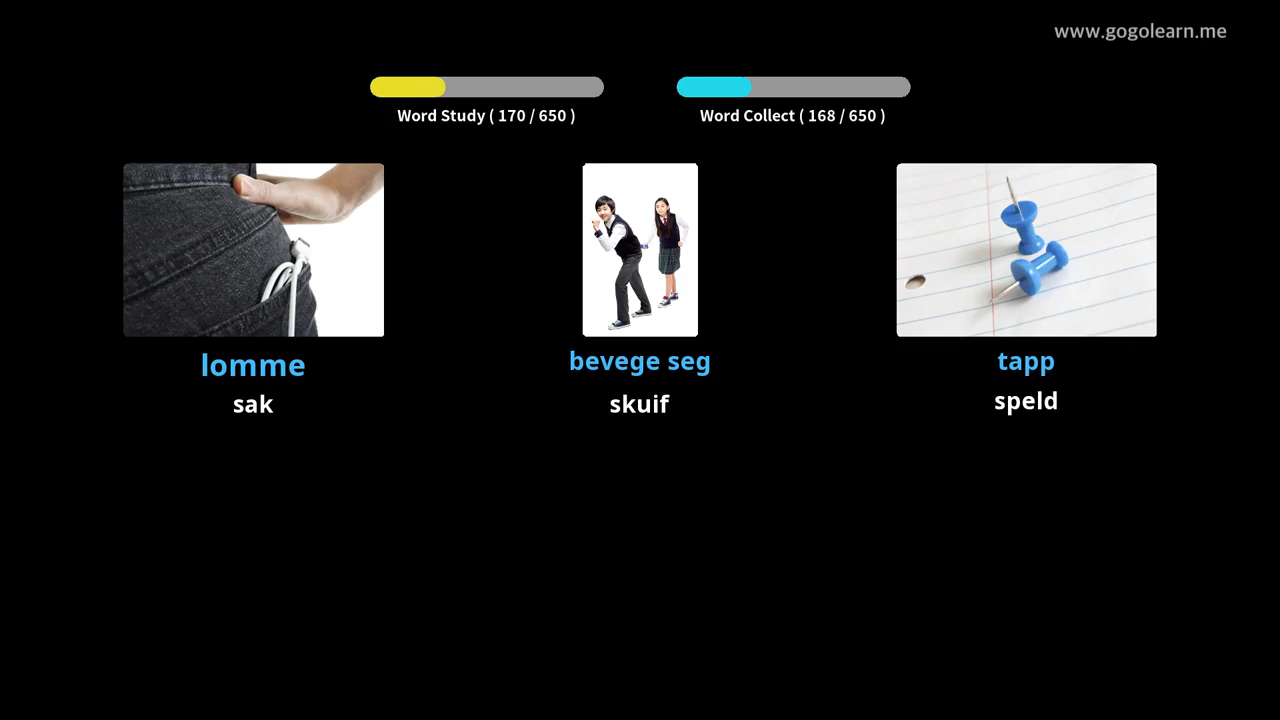 www.gogolearn.me
Word Study ( 170 / 650 )
Word Collect ( 168 / 650 )
lomme
sak
bevege seg
skuif
tapp
speld